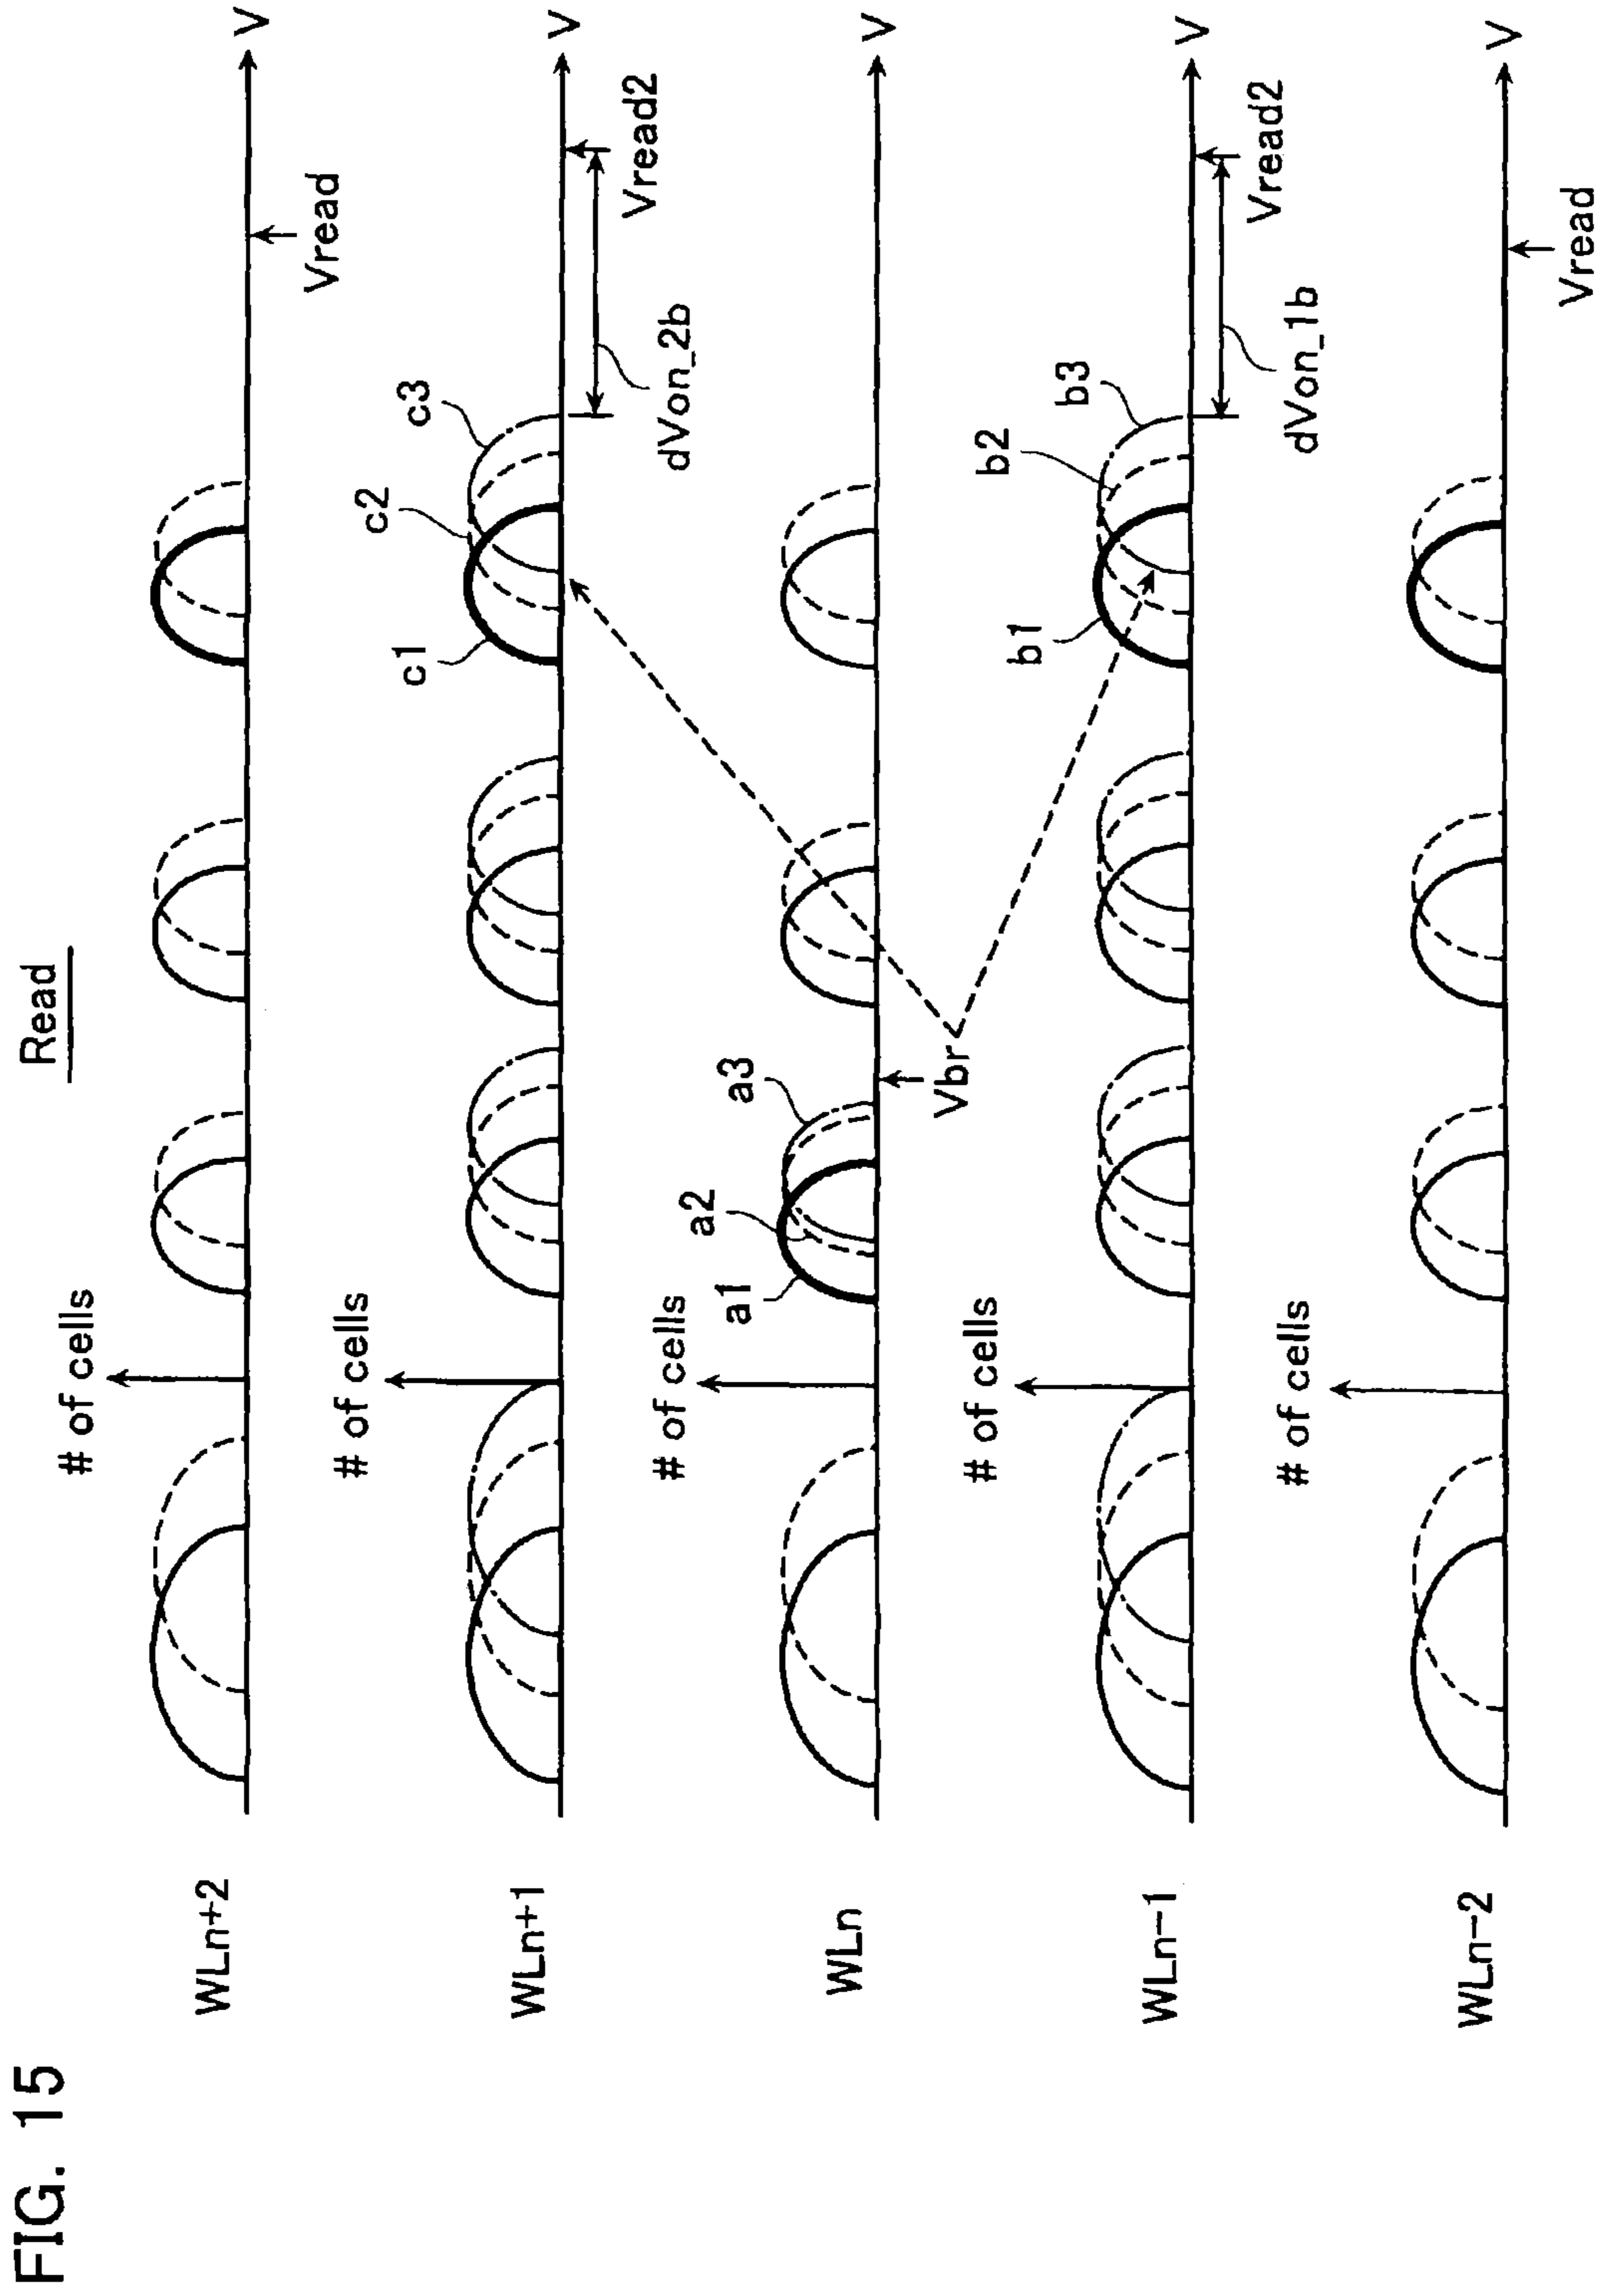 FIG. 15
Read
WLn+2
# of cells
Vread
V
WLn+1
# of cells
c1
c2
c3
dVon_2b
Vread2
V
WLn
# of cells
a1
a2
a3
Vbr
V
WLn-1
# of cells
b1
b2
b3
dVon_1b
Vread2
V
WLn-2
# of cells
Vread
V